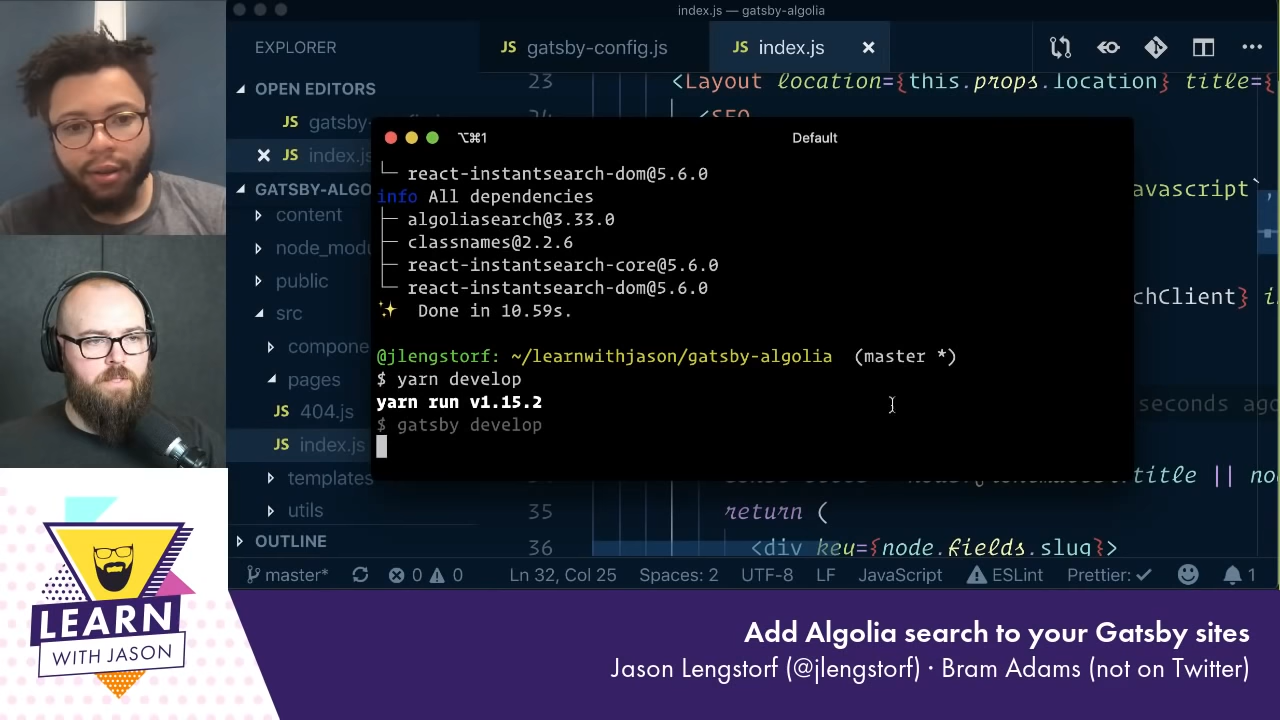 index.js — gatsby-algolia
EXPLORER
JS gatsby-config.js
JS index.js
OPEN EDITORS
JS gatsby-
JS index.js
GATSBY-ALGO
content
node_modu
public
src
compone
pages
JS 404.js
JS index.js
templates
utils
OUTLINE
23 <Layout location={this.props.location} title={
<SEO
avascript`
chClient}
seconds ago
title || no
35 return (
36 <div key={node.fields.slug}>
⌥⌘1 Default
└─ react-instantsearch-dom@5.6.0
info All dependencies
├─ algoliasearch@3.33.0
├─ classnames@2.2.6
├─ react-instantsearch-core@5.6.0
└─ react-instantsearch-dom@5.6.0
✨ Done in 10.59s.
@jlengstorf: ~/learnwithjason/gatsby-algolia (master *)
$ yarn develop
yarn run v1.15.2
$ gatsby develop
master* 0 0 Ln 32, Col 25 Spaces: 2 UTF-8 LF JavaScript ESLint Prettier: ✓ 1
LEARN
WITH JASON
Add Algolia search to your Gatsby sites
Jason Lengstorf (@jlengstorf) · Bram Adams (not on Twitter)